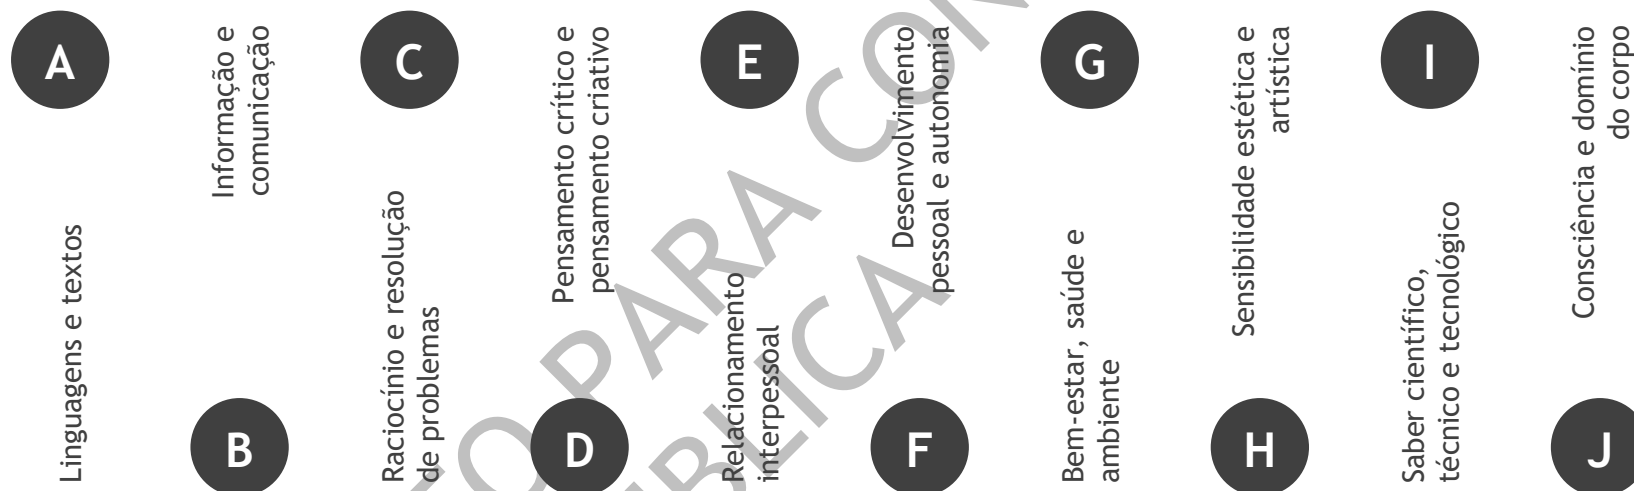 A
Linguagens e textos
Informação e
comunicação
B
C
Raciocínio e resolução
de problemas
Pensamento crítico e
pensamento criativo
D
E
Relacionamento
interpessoal
Desenvolvimento
pessoal e autonomia
F
G
Bem-estar, saúde e
ambiente
Sensibilidade estética e
artística
H
I
Saber científico,
técnico e tecnológico
Consciência e domínio
do corpo
J
PARA